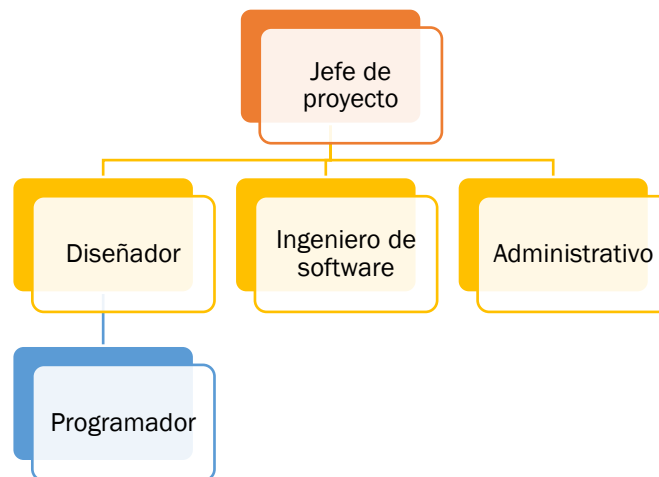 Jefe de
proyecto
Diseñador
Ingeniero de
software
Administrativo
Programador